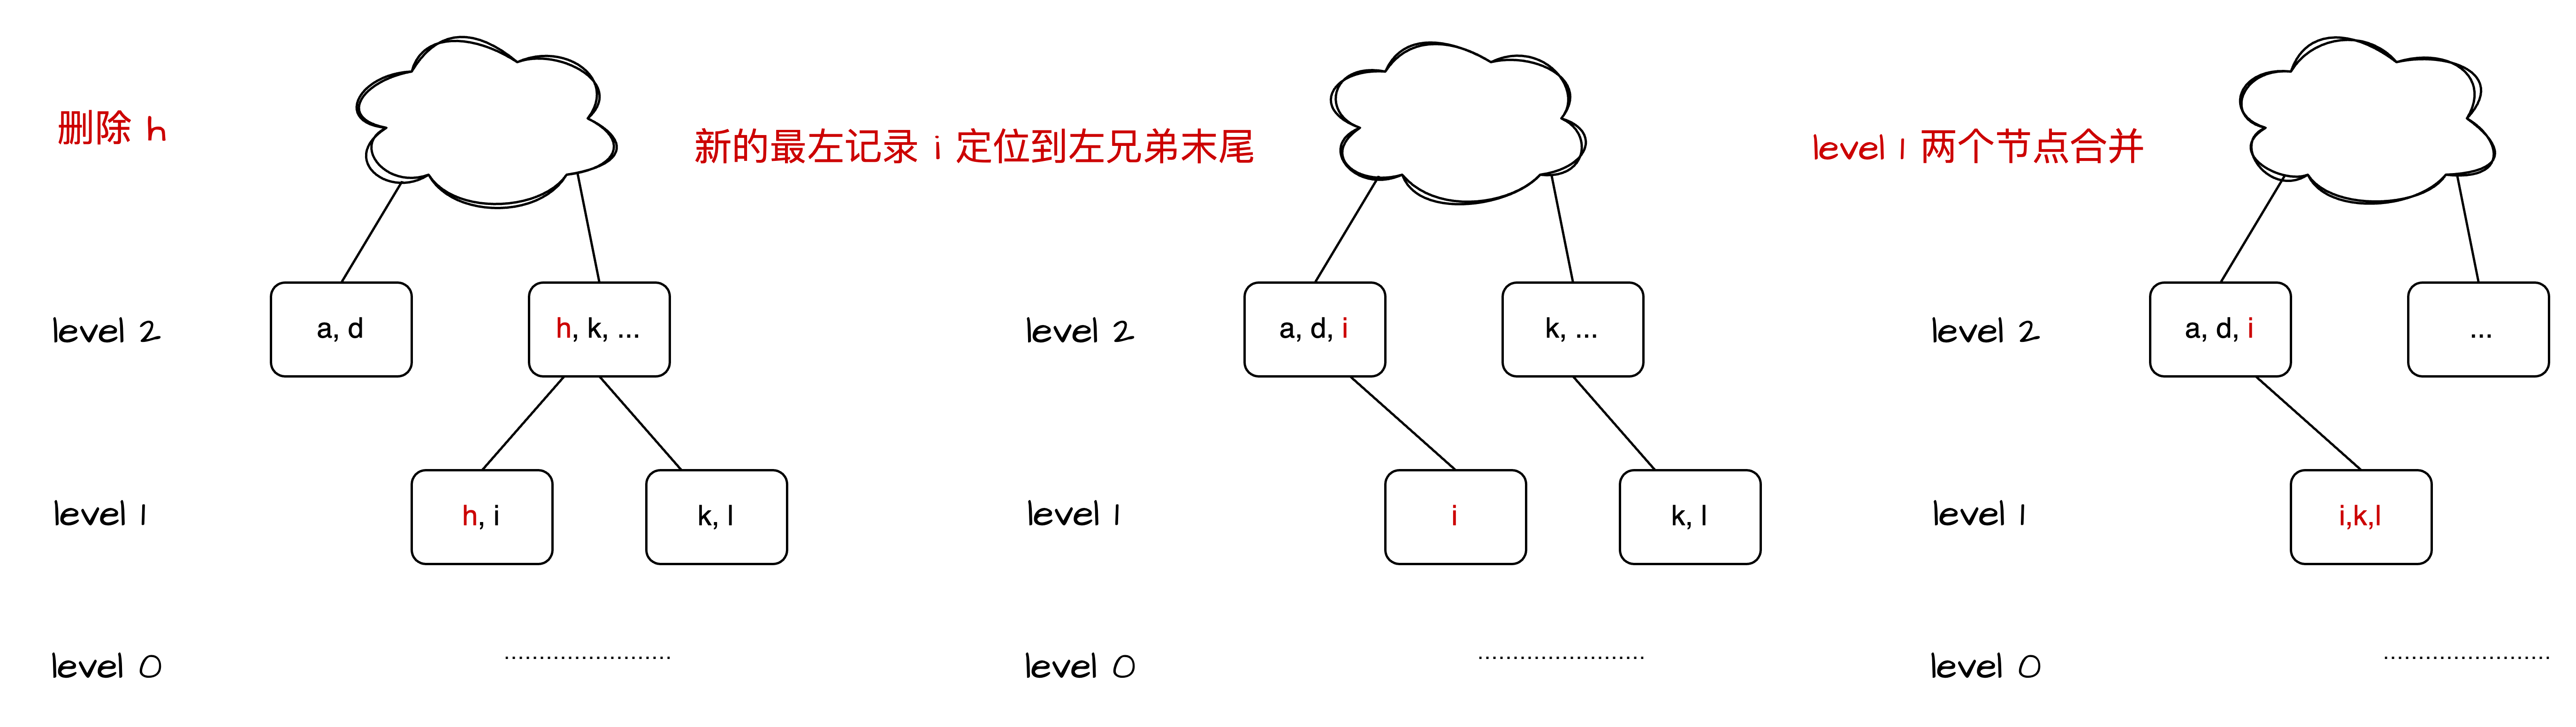 删除 h
level 2
a, d
h, k, ...
level 1
h, i
k, l
level 0
新的最左记录 i 定位到左兄弟末尾
level 2
a, d, i
k, ...
level 1
i
k, l
level 0
level 1 两个节点合并
level 2
a, d, i
...
level 1
i,k,l
level 0